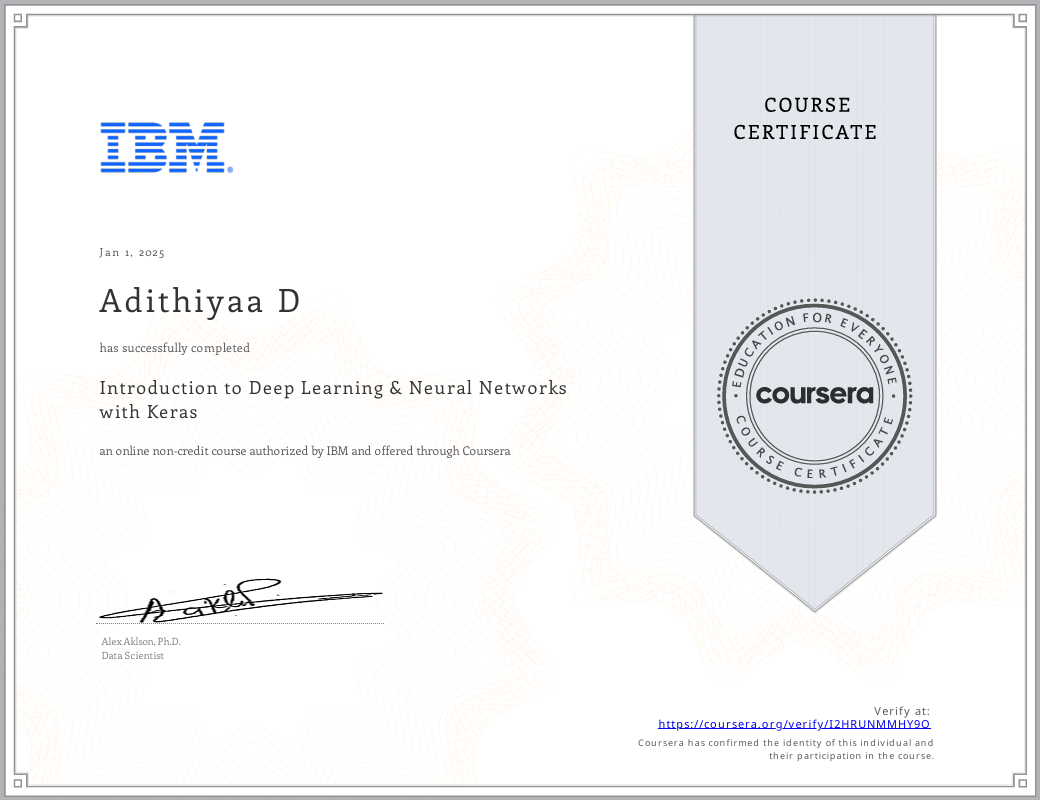 COURSE
CERTIFICATE
IBM®
Jan 1, 2025
Adithiyaa D
has successfully completed
Introduction to Deep Learning & Neural Networks
with Keras
an online non-credit course authorized by IBM and offered through Coursera
• EDUCATION FOR EVERYONE •
coursera
COURSE CERTIFICATE
Alex Aklson, Ph.D.
Data Scientist
Verify at:
https://coursera.org/verify/I2HRUNMMHY9O
Coursera has confirmed the identity of this individual and
their participation in the course.